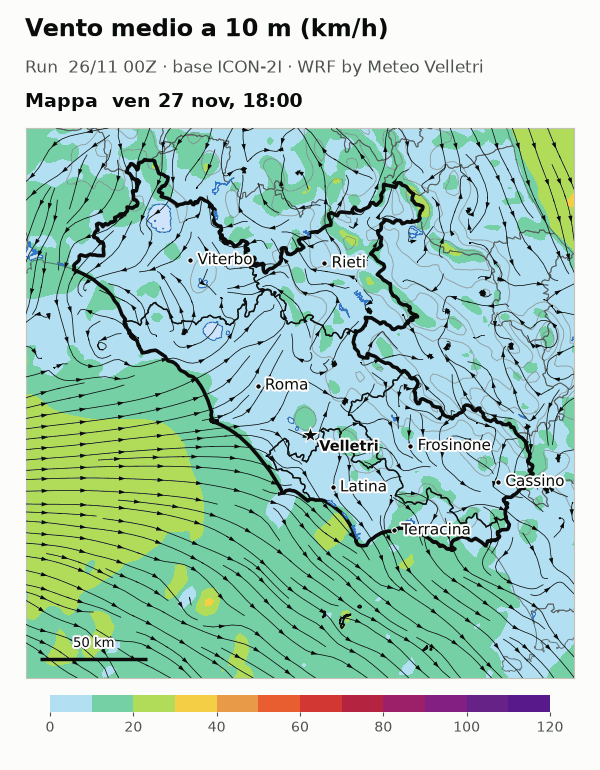 Vento medio a 10 m (km/h)
Run  26/11 00Z · base ICON-2I · WRF by Meteo Velletri
Mappa  ven 27 nov, 18:00
Viterbo
Rieti
Roma
Velletri
Frosinone
Latina
Cassino
Terracina
50 km
0 20 40 60 80 100 120